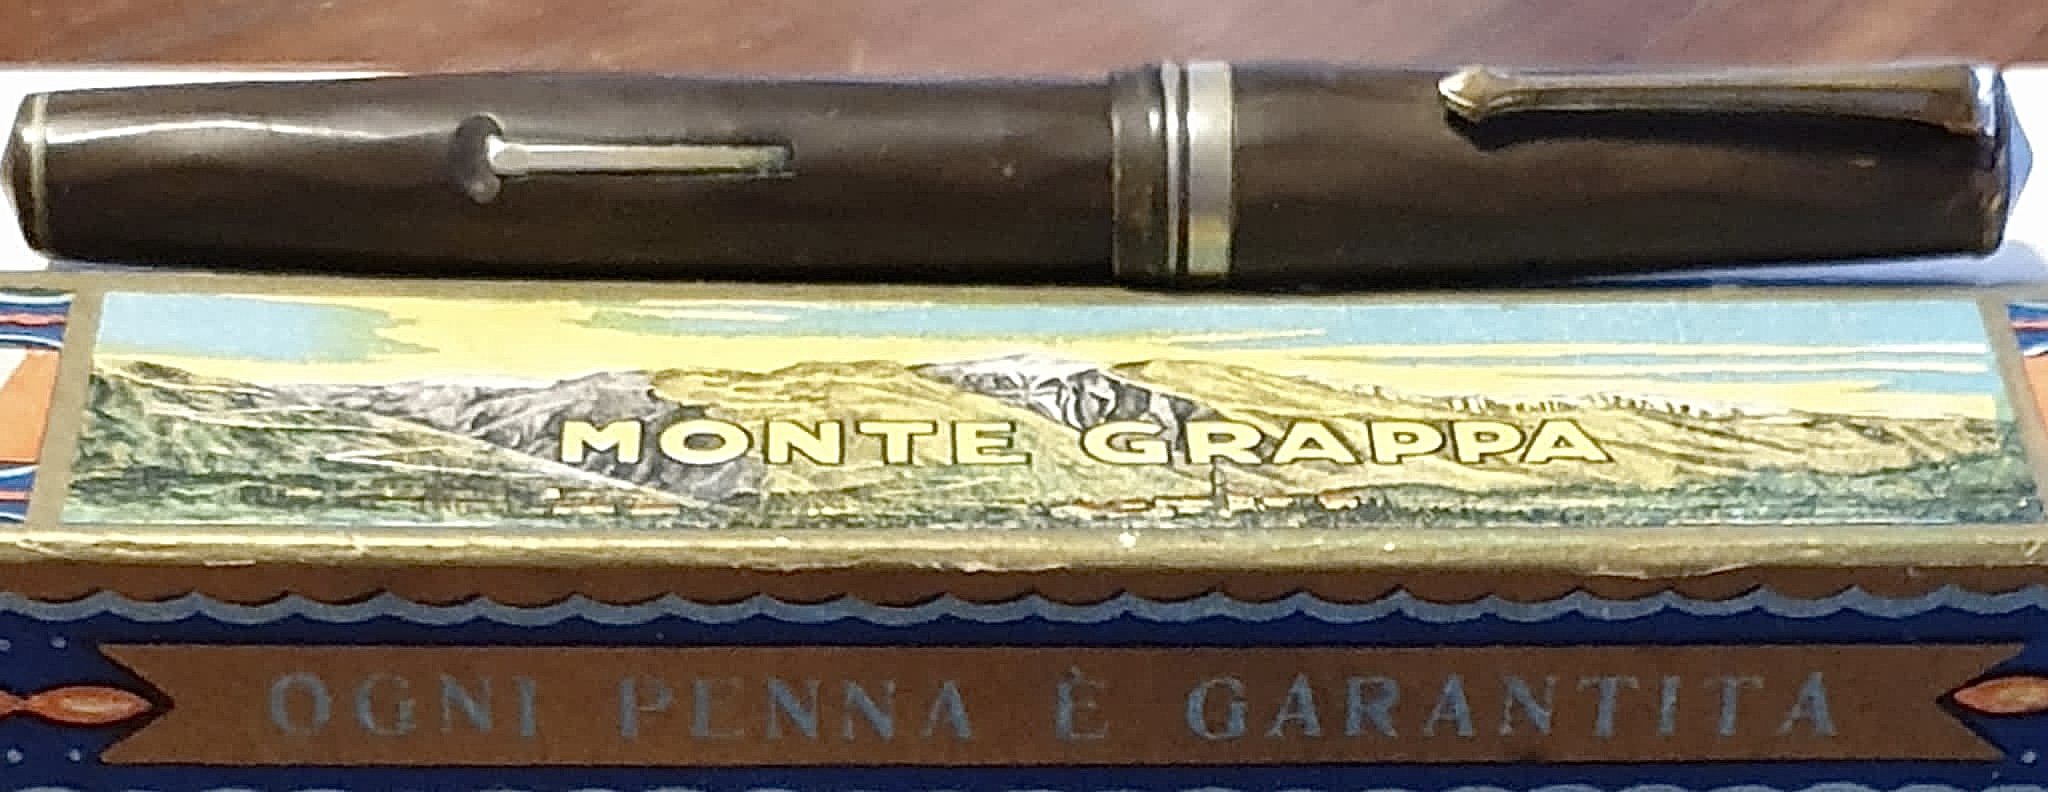 MONTE GRAPPA
OGNI PENNA È GARANTITA